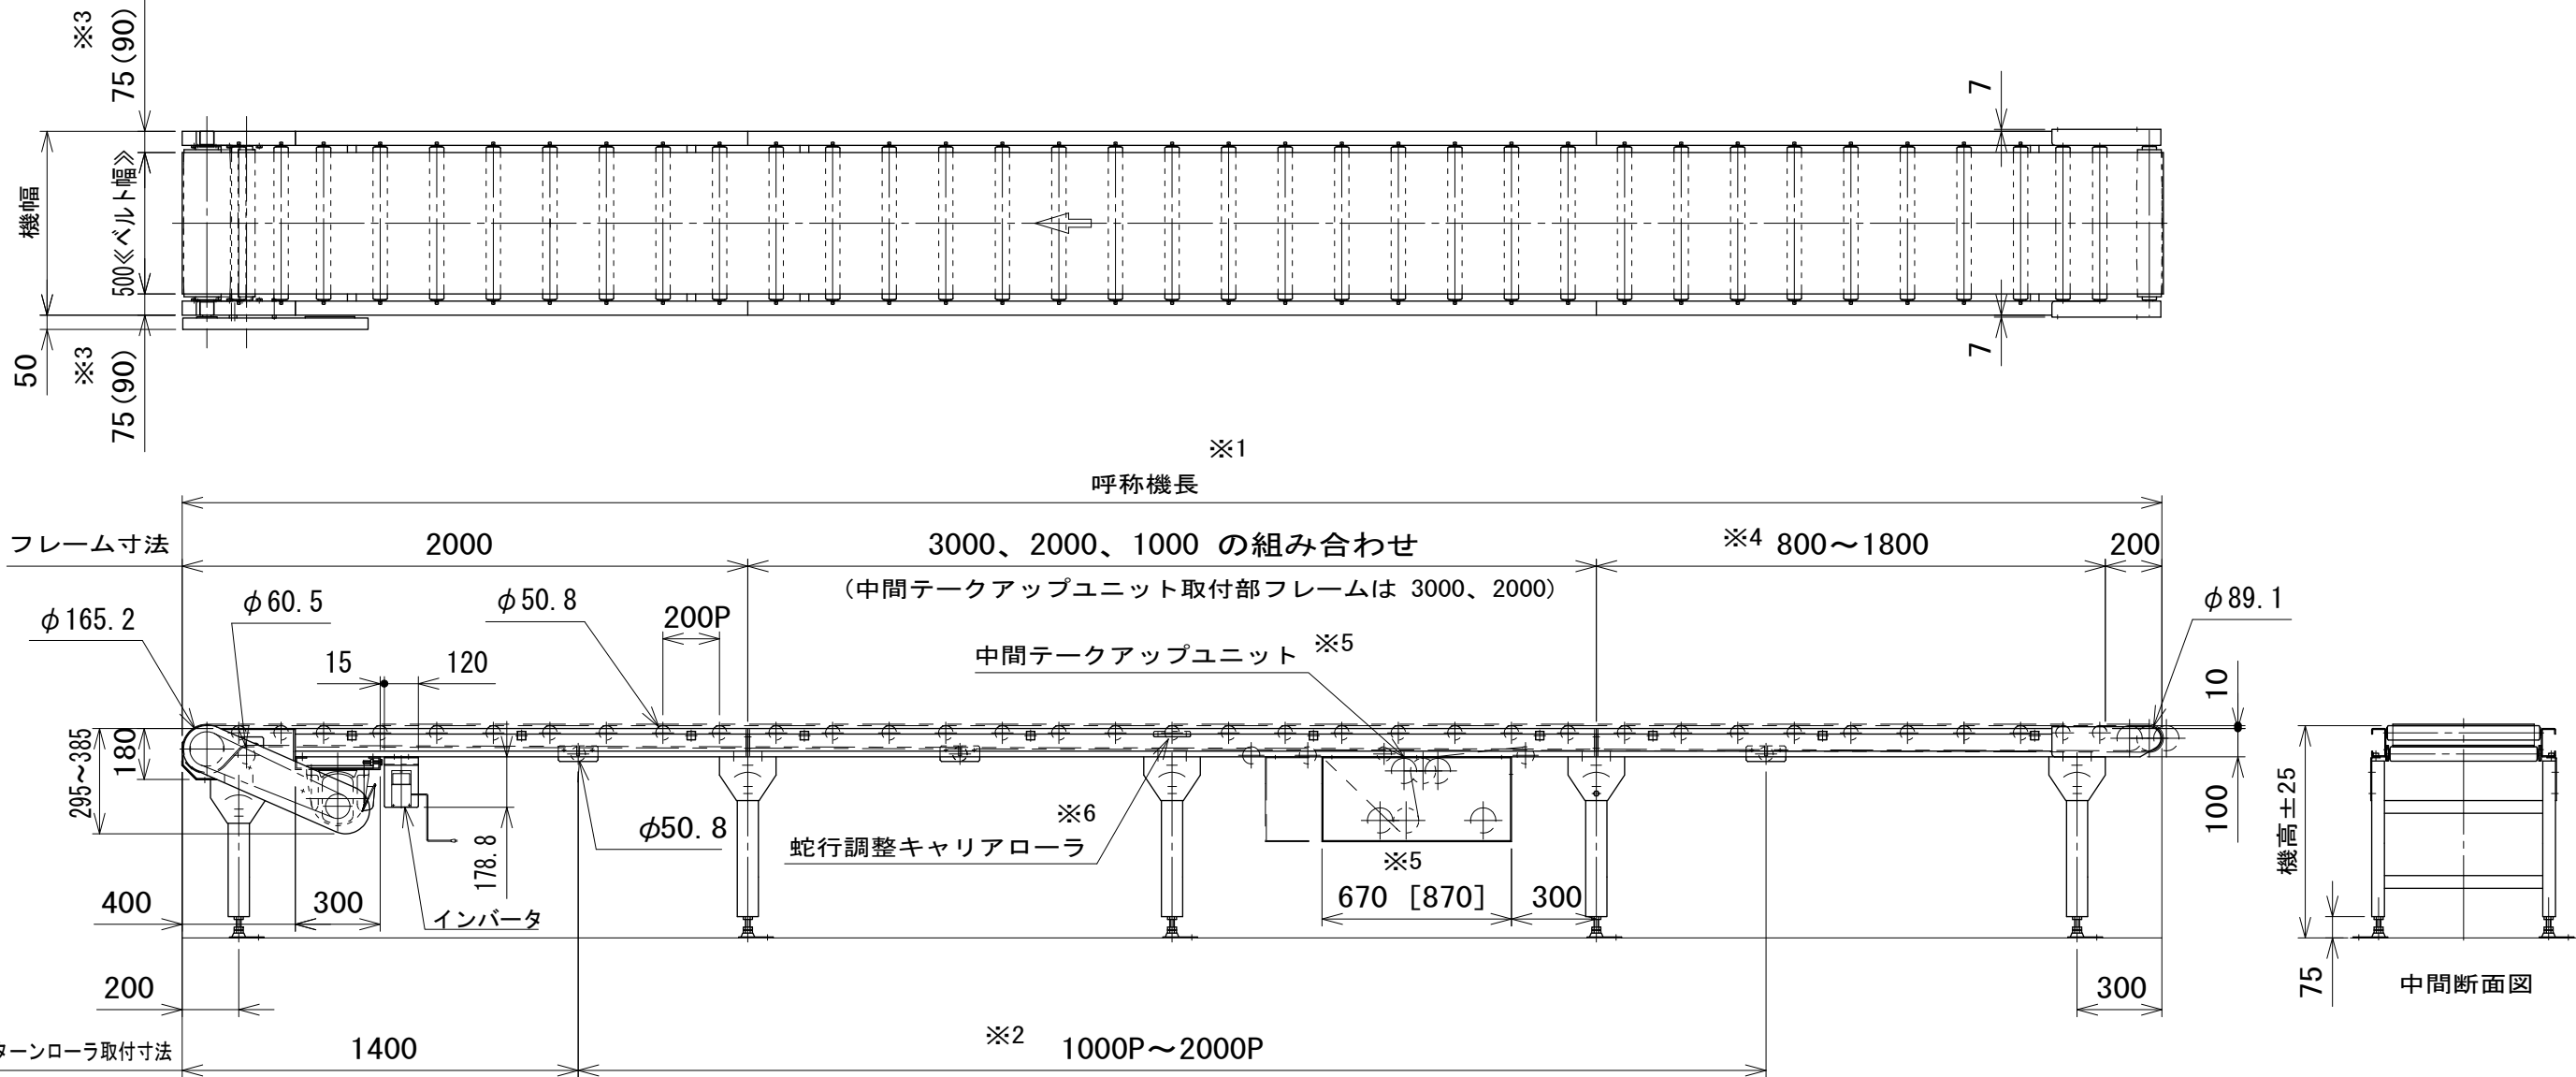 ※3
75(90)
7
機幅
500≪ベルト幅≫
50
※3
75(90)
7
※1
呼称機長
フレーム寸法
2000
3000、2000、1000 の組み合わせ
※4 800～1800
200
(中間テークアップユニット取付部フレームは 3000、2000)
φ165.2
φ60.5
φ50.8
200P
φ89.1
15
120
中間テークアップユニット ※5
10
295~385
180
100
機高±25
φ50.8
※6
蛇行調整キャリアローラ
178.8
※5
670 [870]
300
400
300
インバータ
200
300
75
中間断面図
ターンローラ取付寸法
1400
※2 1000P～2000P